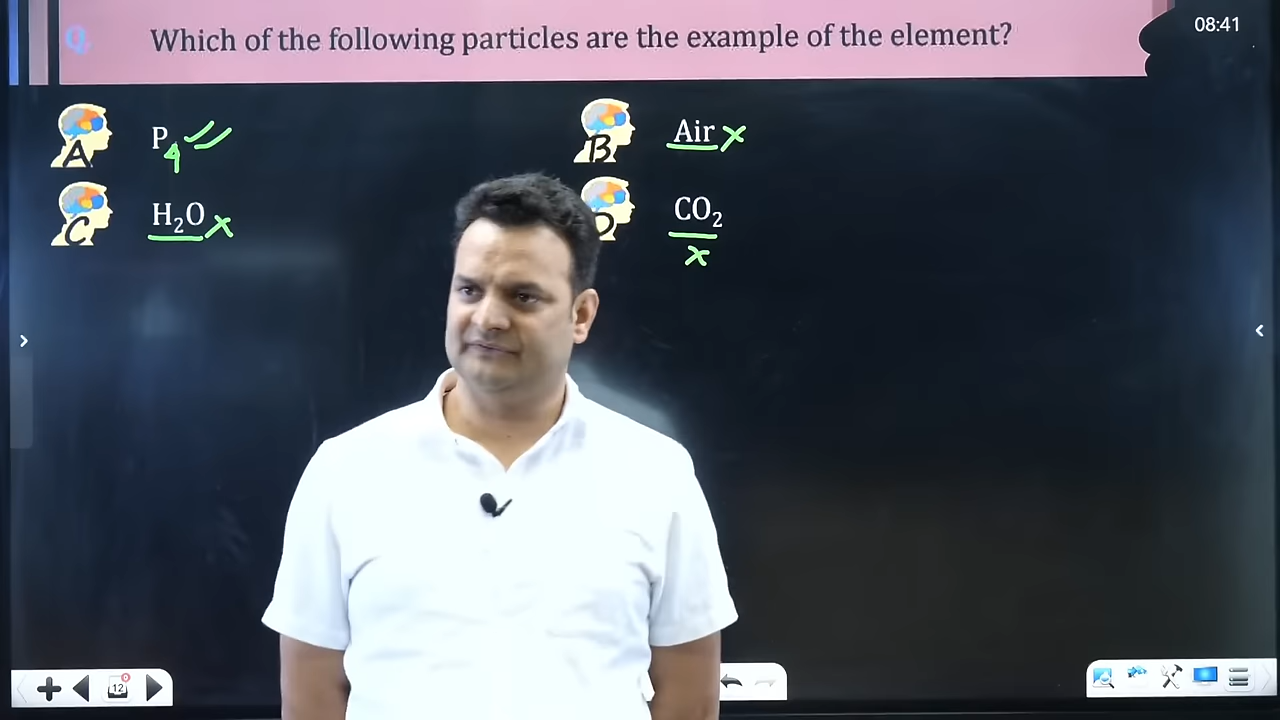 Q. Which of the following particles are the example of the element?
08:41
A P4
B Air x
C H₂O x
D CO₂
x
12